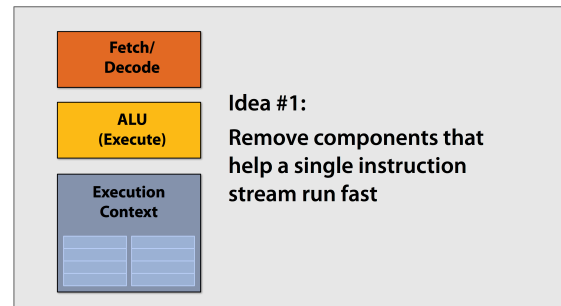 Fetch/
Decode
ALU
(Execute)
Execution
Context
Idea #1:
Remove components that
help a single instruction
stream run fast